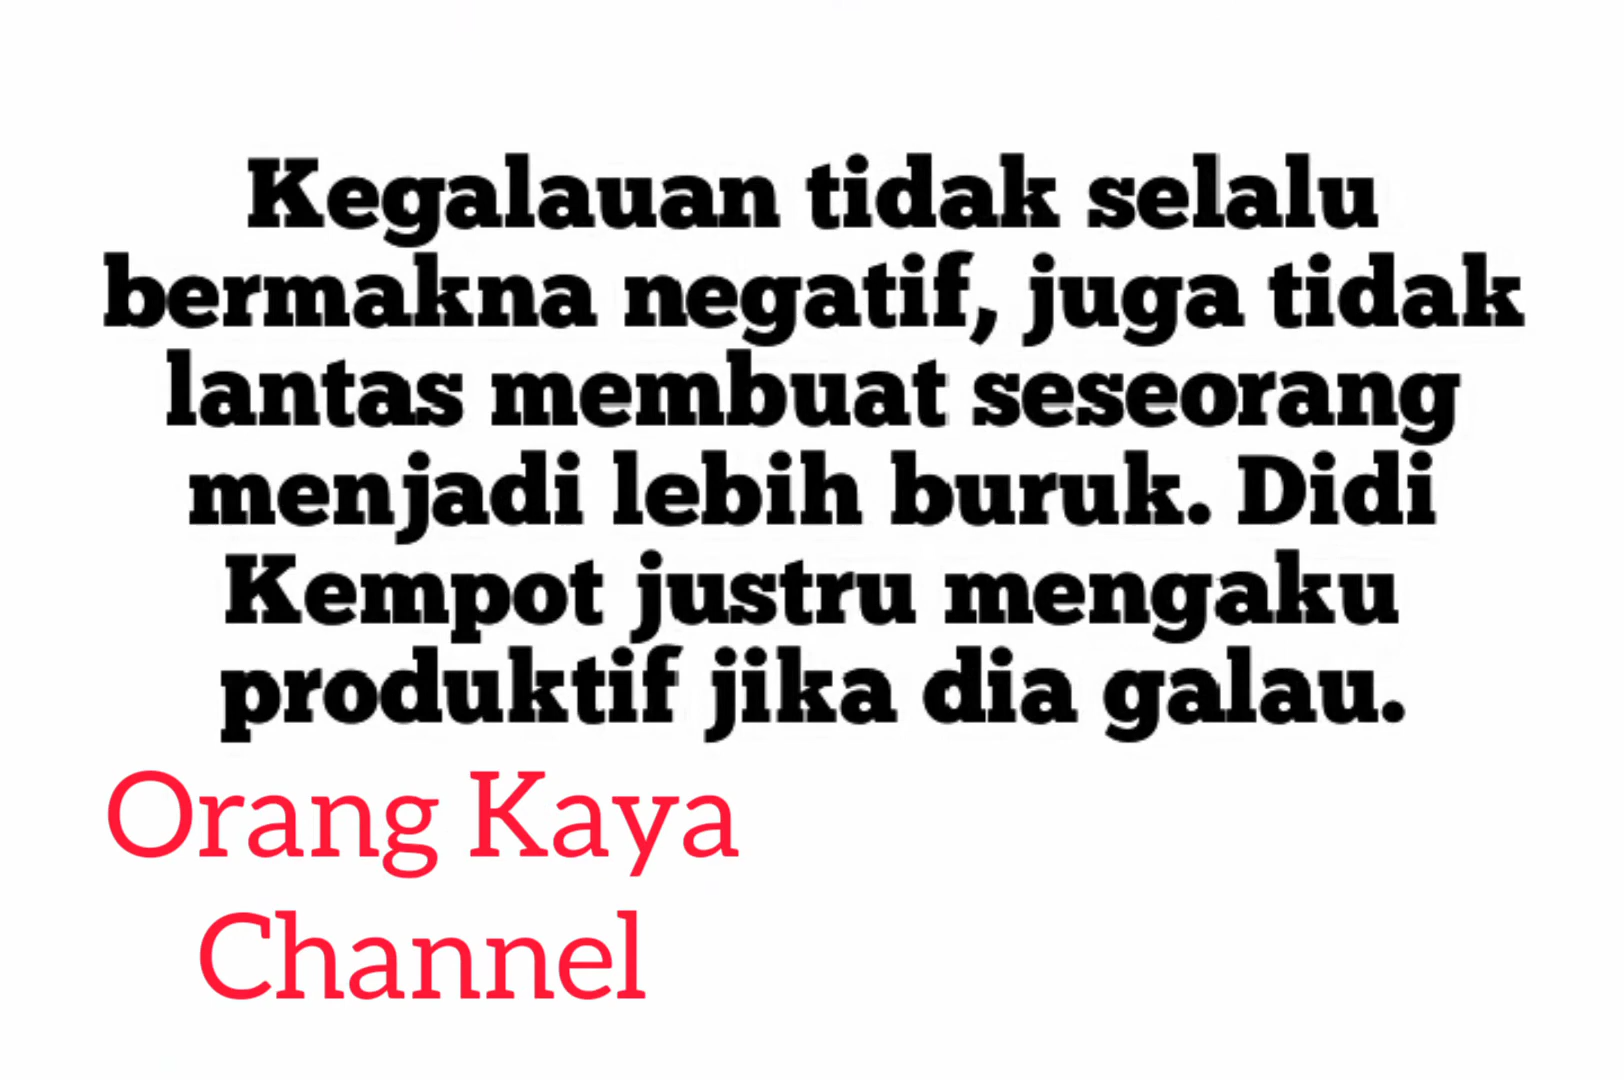 Kegalauan tidak selalu
bermakna negatif, juga tidak
lantas membuat seseorang
menjadi lebih buruk. Didi
Kempot justru mengaku
produktif jika dia galau.
Orang Kaya
Channel